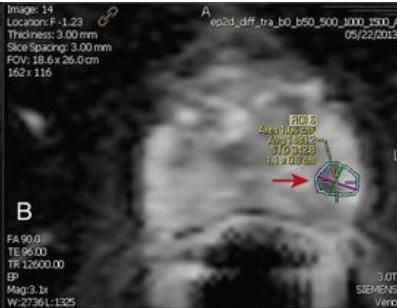 Image: 14
Location: F -1.23
Thickness: 3.00 mm
Slice Spacing: 3.00 mm
FOV: 18.6 x 26.0 cm
162 x 116
A
ep2d_diff_tra_b0_b50_500_1000_1500_A
05/22/2013
L
B
FA 90.0
TE 96.00
TR 12600.00
EP
Mag: 3.1x
W:2736 L:1325
3.0T
SIEMENS
Verio